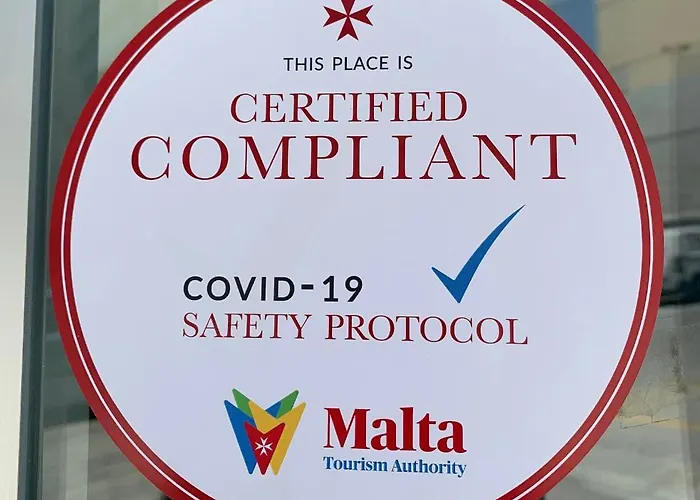 THIS PLACE IS
CERTIFIED
COMPLIANT
COVID-19
SAFETY PROTOCOL
Malta
Tourism Authority